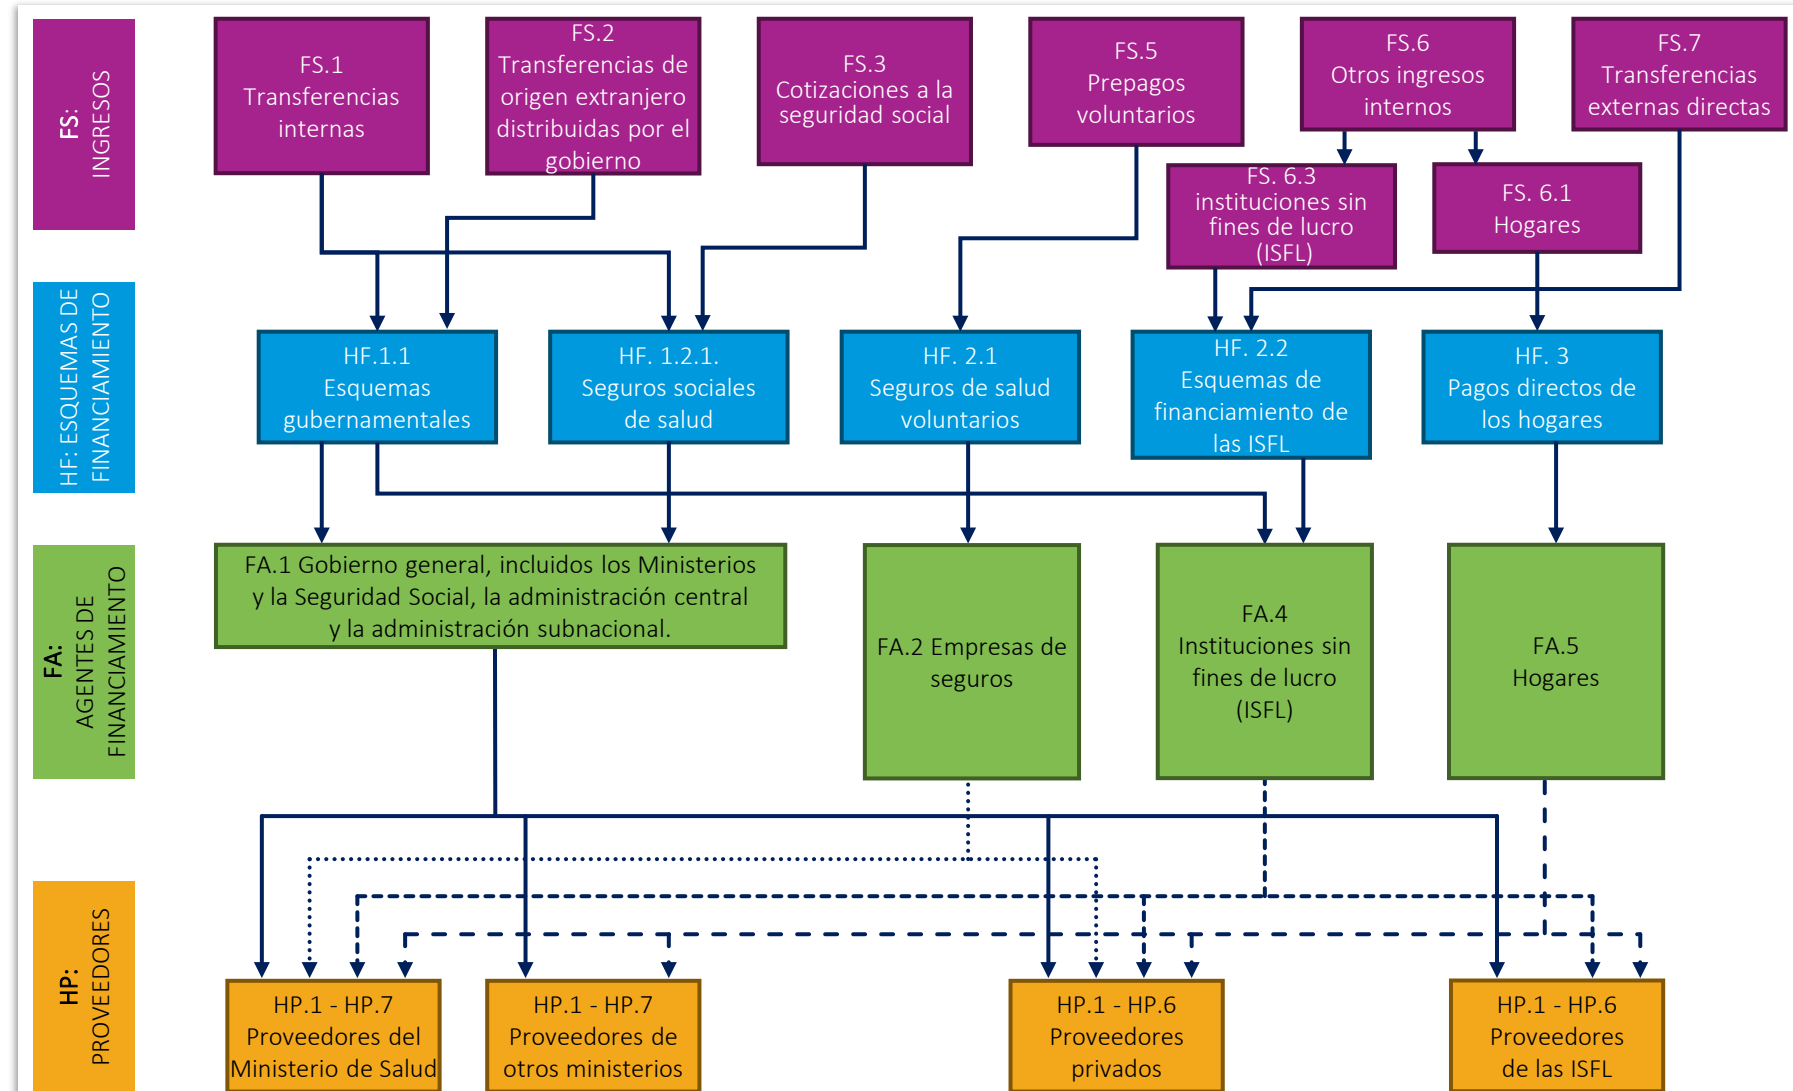 FS:
INGRESOS
FS.1
Transferencias
internas
FS.2
Transferencias de
origen extranjero
distribuidas por el
gobierno
FS.3
Cotizaciones a la
seguridad social
FS.5
Prepagos
voluntarios
FS.6
Otros ingresos
internos
FS.7
Transferencias
externas directas
FS. 6.3
instituciones sin
fines de lucro
(ISFL)
FS. 6.1
Hogares
HF: ESQUEMAS DE
FINANCIAMIENTO
HF.1.1
Esquemas
gubernamentales
HF. 1.2.1.
Seguros sociales
de salud
HF. 2.1
Seguros de salud
voluntarios
HF. 2.2
Esquemas de
financiamiento de
las ISFL
HF. 3
Pagos directos de
los hogares
FA:
AGENTES DE
FINANCIAMIENTO
FA.1 Gobierno general, incluidos los Ministerios
y la Seguridad Social, la administración central
y la administración subnacional.
FA.2 Empresas de
seguros
FA.4
Instituciones sin
fines de lucro
(ISFL)
FA.5
Hogares
HP:
PROVEEDORES
HP.1 - HP.7
Proveedores del
Ministerio de Salud
HP.1 - HP.7
Proveedores de
otros ministerios
HP.1 - HP.6
Proveedores
privados
HP.1 - HP.6
Proveedores
de las ISFL